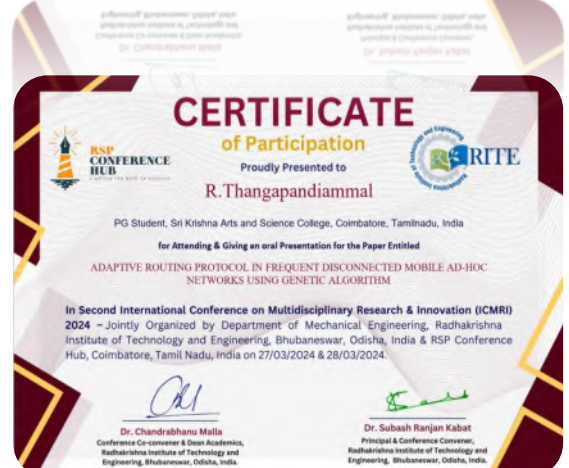 CERTIFICATE
of Participation
Proudly Presented to
R.Thangapandiammal
RSP
CONFERENCE
HUB
RITE
PG Student, Sri Krishna Arts and Science College, Coimbatore, Tamilnadu, India
for Attending & Giving an oral Presentation for the Paper Entitled
ADAPTIVE ROUTING PROTOCOL IN FREQUENT DISCONNECTED MOBILE AD-HOC
NETWORKS USING GENETIC ALGORITHM
In Second International Conference on Multidisciplinary Research & Innovation (ICMRI)
2024 – Jointly Organized by Department of Mechanical Engineering, Radhakrishna
Institute of Technology and Engineering, Bhubaneswar, Odisha, India & RSP Conference
Hub, Coimbatore, Tamil Nadu, India on 27/03/2024 & 28/03/2024.
Dr. Chandrabhanu Malla
Conference Co-convener & Dean Academics,
Radhakrishna Institute of Technology and
Engineering, Bhubaneswar, Odisha, India.
Dr. Subash Ranjan Kabat
Principal & Conference Convener,
Radhakrishna Institute of Technology and
Engineering, Bhubaneswar, Odisha, India.